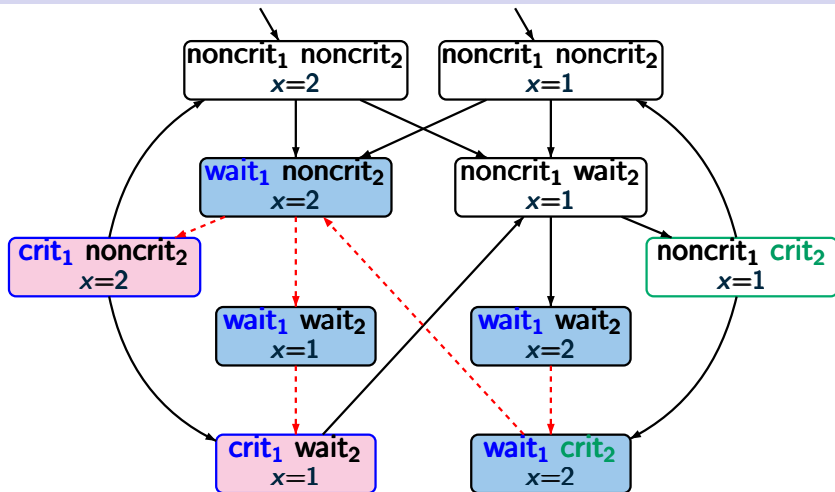 noncrit₁ noncrit₂
x=2
noncrit₁ noncrit₂
x=1
wait₁ noncrit₂
x=2
noncrit₁ wait₂
x=1
crit₁ noncrit₂
x=2
noncrit₁ crit₂
x=1
wait₁ wait₂
x=1
wait₁ wait₂
x=2
crit₁ wait₂
x=1
wait₁ crit₂
x=2